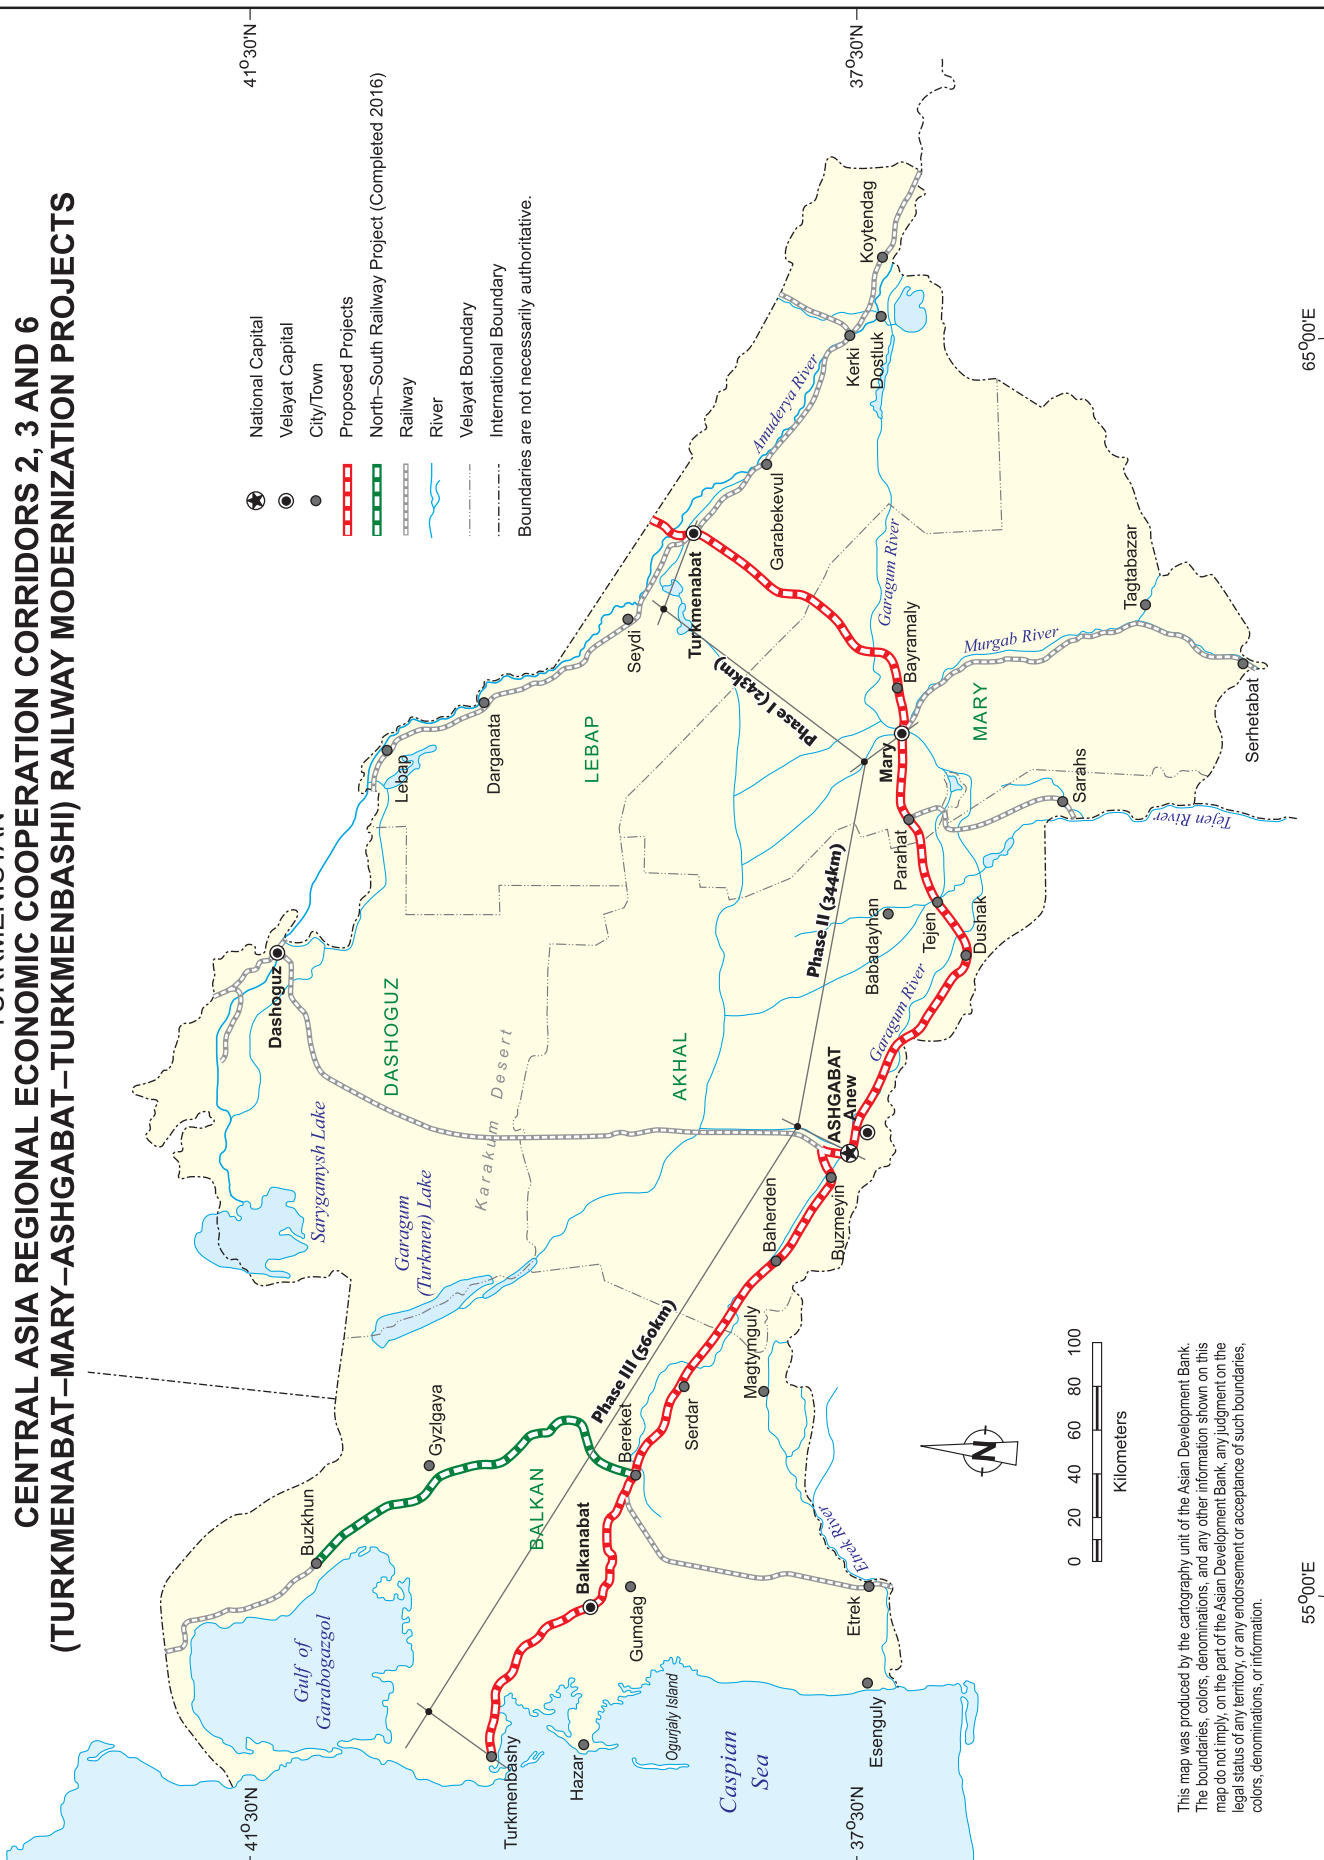 CENTRAL ASIA REGIONAL ECONOMIC COOPERATION CORRIDORS 2, 3 AND 6
(TURKMENABAT–MARY–ASHGABAT–TURKMENBASHI) RAILWAY MODERNIZATION PROJECTS
41°30'N
37°30'N
National Capital
Velayat Capital
City/Town
Proposed Projects
North–South Railway Project (Completed 2016)
Railway
River
Velayat Boundary
International Boundary
Boundaries are not necessarily authoritative.
Dashoguz
DASHOGUZ
Sarygamysh Lake
Garagum
(Turkmen) Lake
Karakum Desert
Lebap
Darganata
LEBAP
Seydi
Turkmenabat
Garabekevul
Amuderya River
Kerki
Dostluk
Koytendag
Garagum River
Bayramaly
Phase I (243km)
Mary
MARY
Murgab River
Tagtabazar
Serhetabat
Sarahs
Tejen River
Parahat
Phase II (344km)
Babadayhan
Tejen
Dushak
Garagum River
AKHAL
ASHGABAT
Anew
Buzmeyin
Baherden
Magtymguly
Phase III (560km)
Serdar
Bereket
BALKAN
Gyzlgaya
Buzkhun
Balkanabat
Gumdag
Gulf of
Garabogazgol
Turkmenbashy
Hazar
Ogurjaly Island
Caspian
Sea
Etrek River
Etrek
Esenguly
N
0 20 40 60 80 100
Kilometers
41°30'N
37°30'N
55°00'E
65°00'E
This map was produced by the cartography unit of the Asian Development Bank.
The boundaries, colors, denominations, and any other information shown on this
map do not imply, on the part of the Asian Development Bank, any judgment on the
legal status of any territory, or any endorsement or acceptance of such boundaries,
colors, denominations, or information.